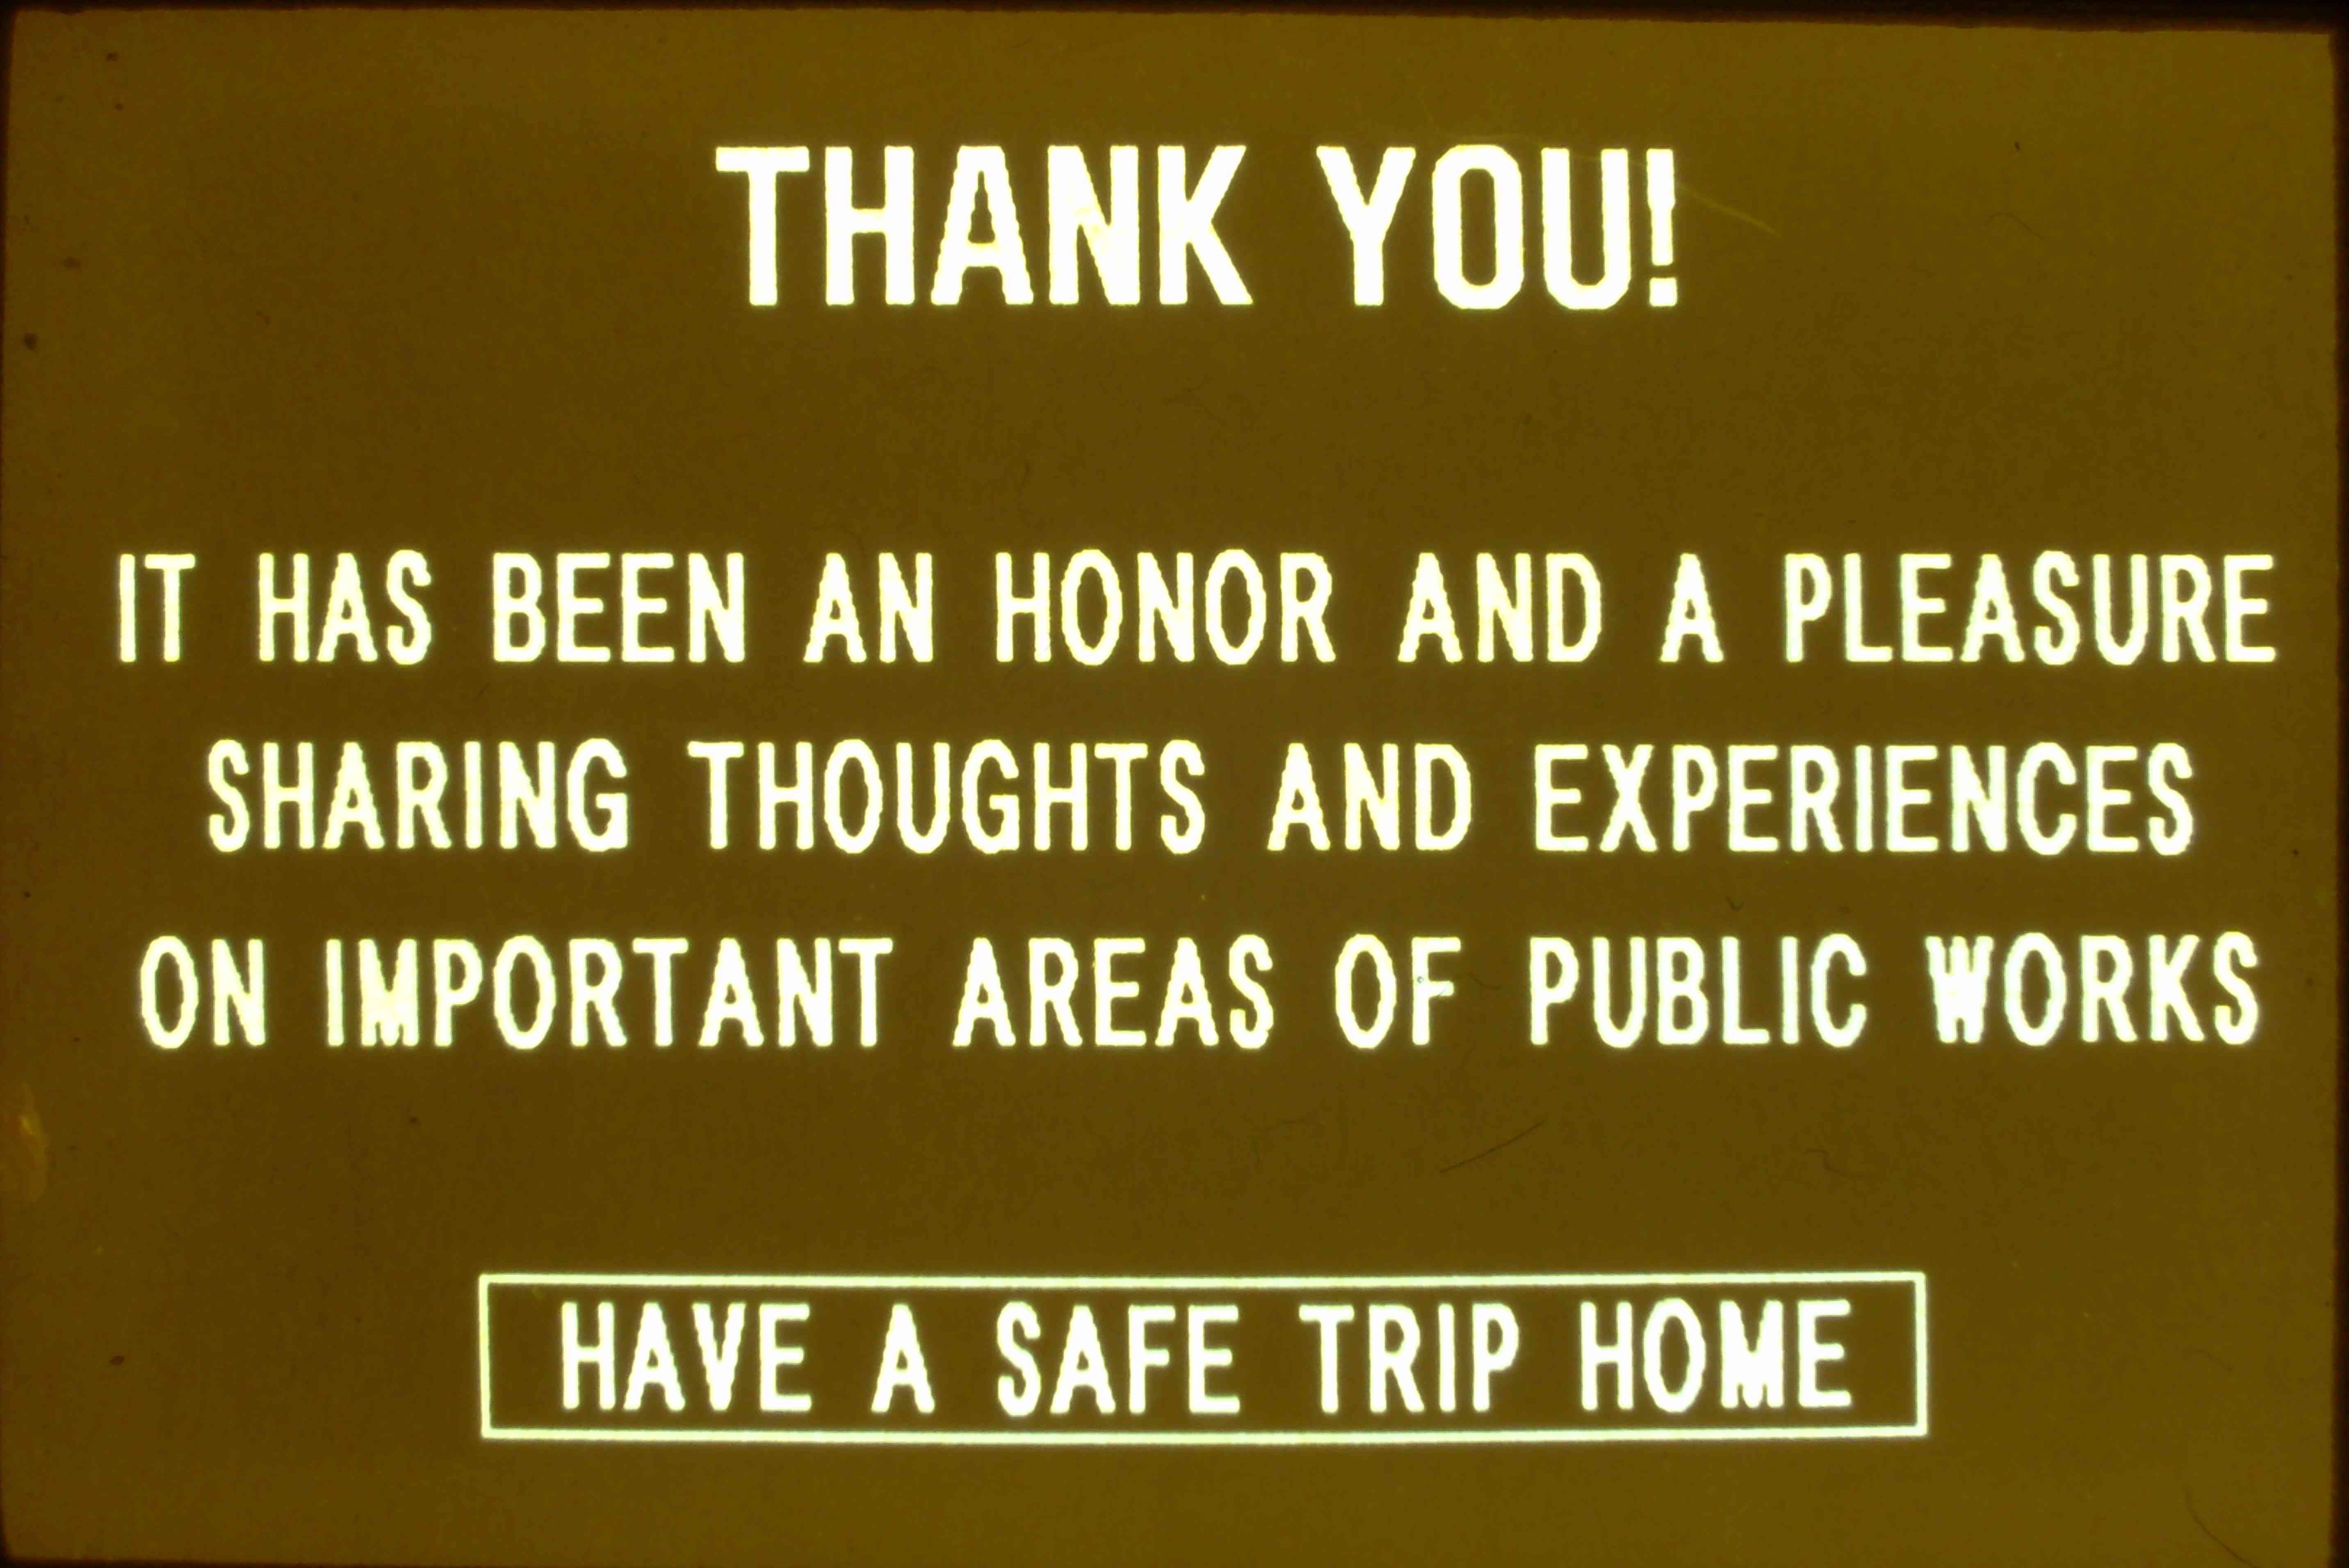 THANK YOU!
IT HAS BEEN AN HONOR AND A PLEASURE
SHARING THOUGHTS AND EXPERIENCES
ON IMPORTANT AREAS OF PUBLIC WORKS
HAVE A SAFE TRIP HOME